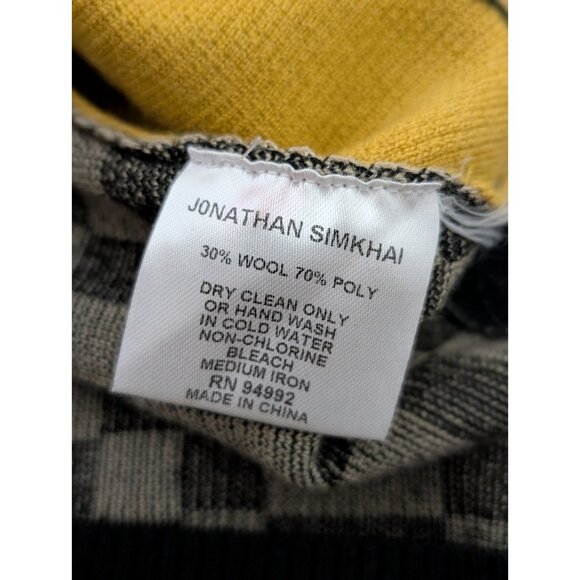 JONATHAN SIMKHAI
30% WOOL 70% POLY
DRY CLEAN ONLY
OR HAND WASH
IN COLD WATER
NON-CHLORINE
BLEACH
MEDIUM IRON
RN 94992
MADE IN CHINA